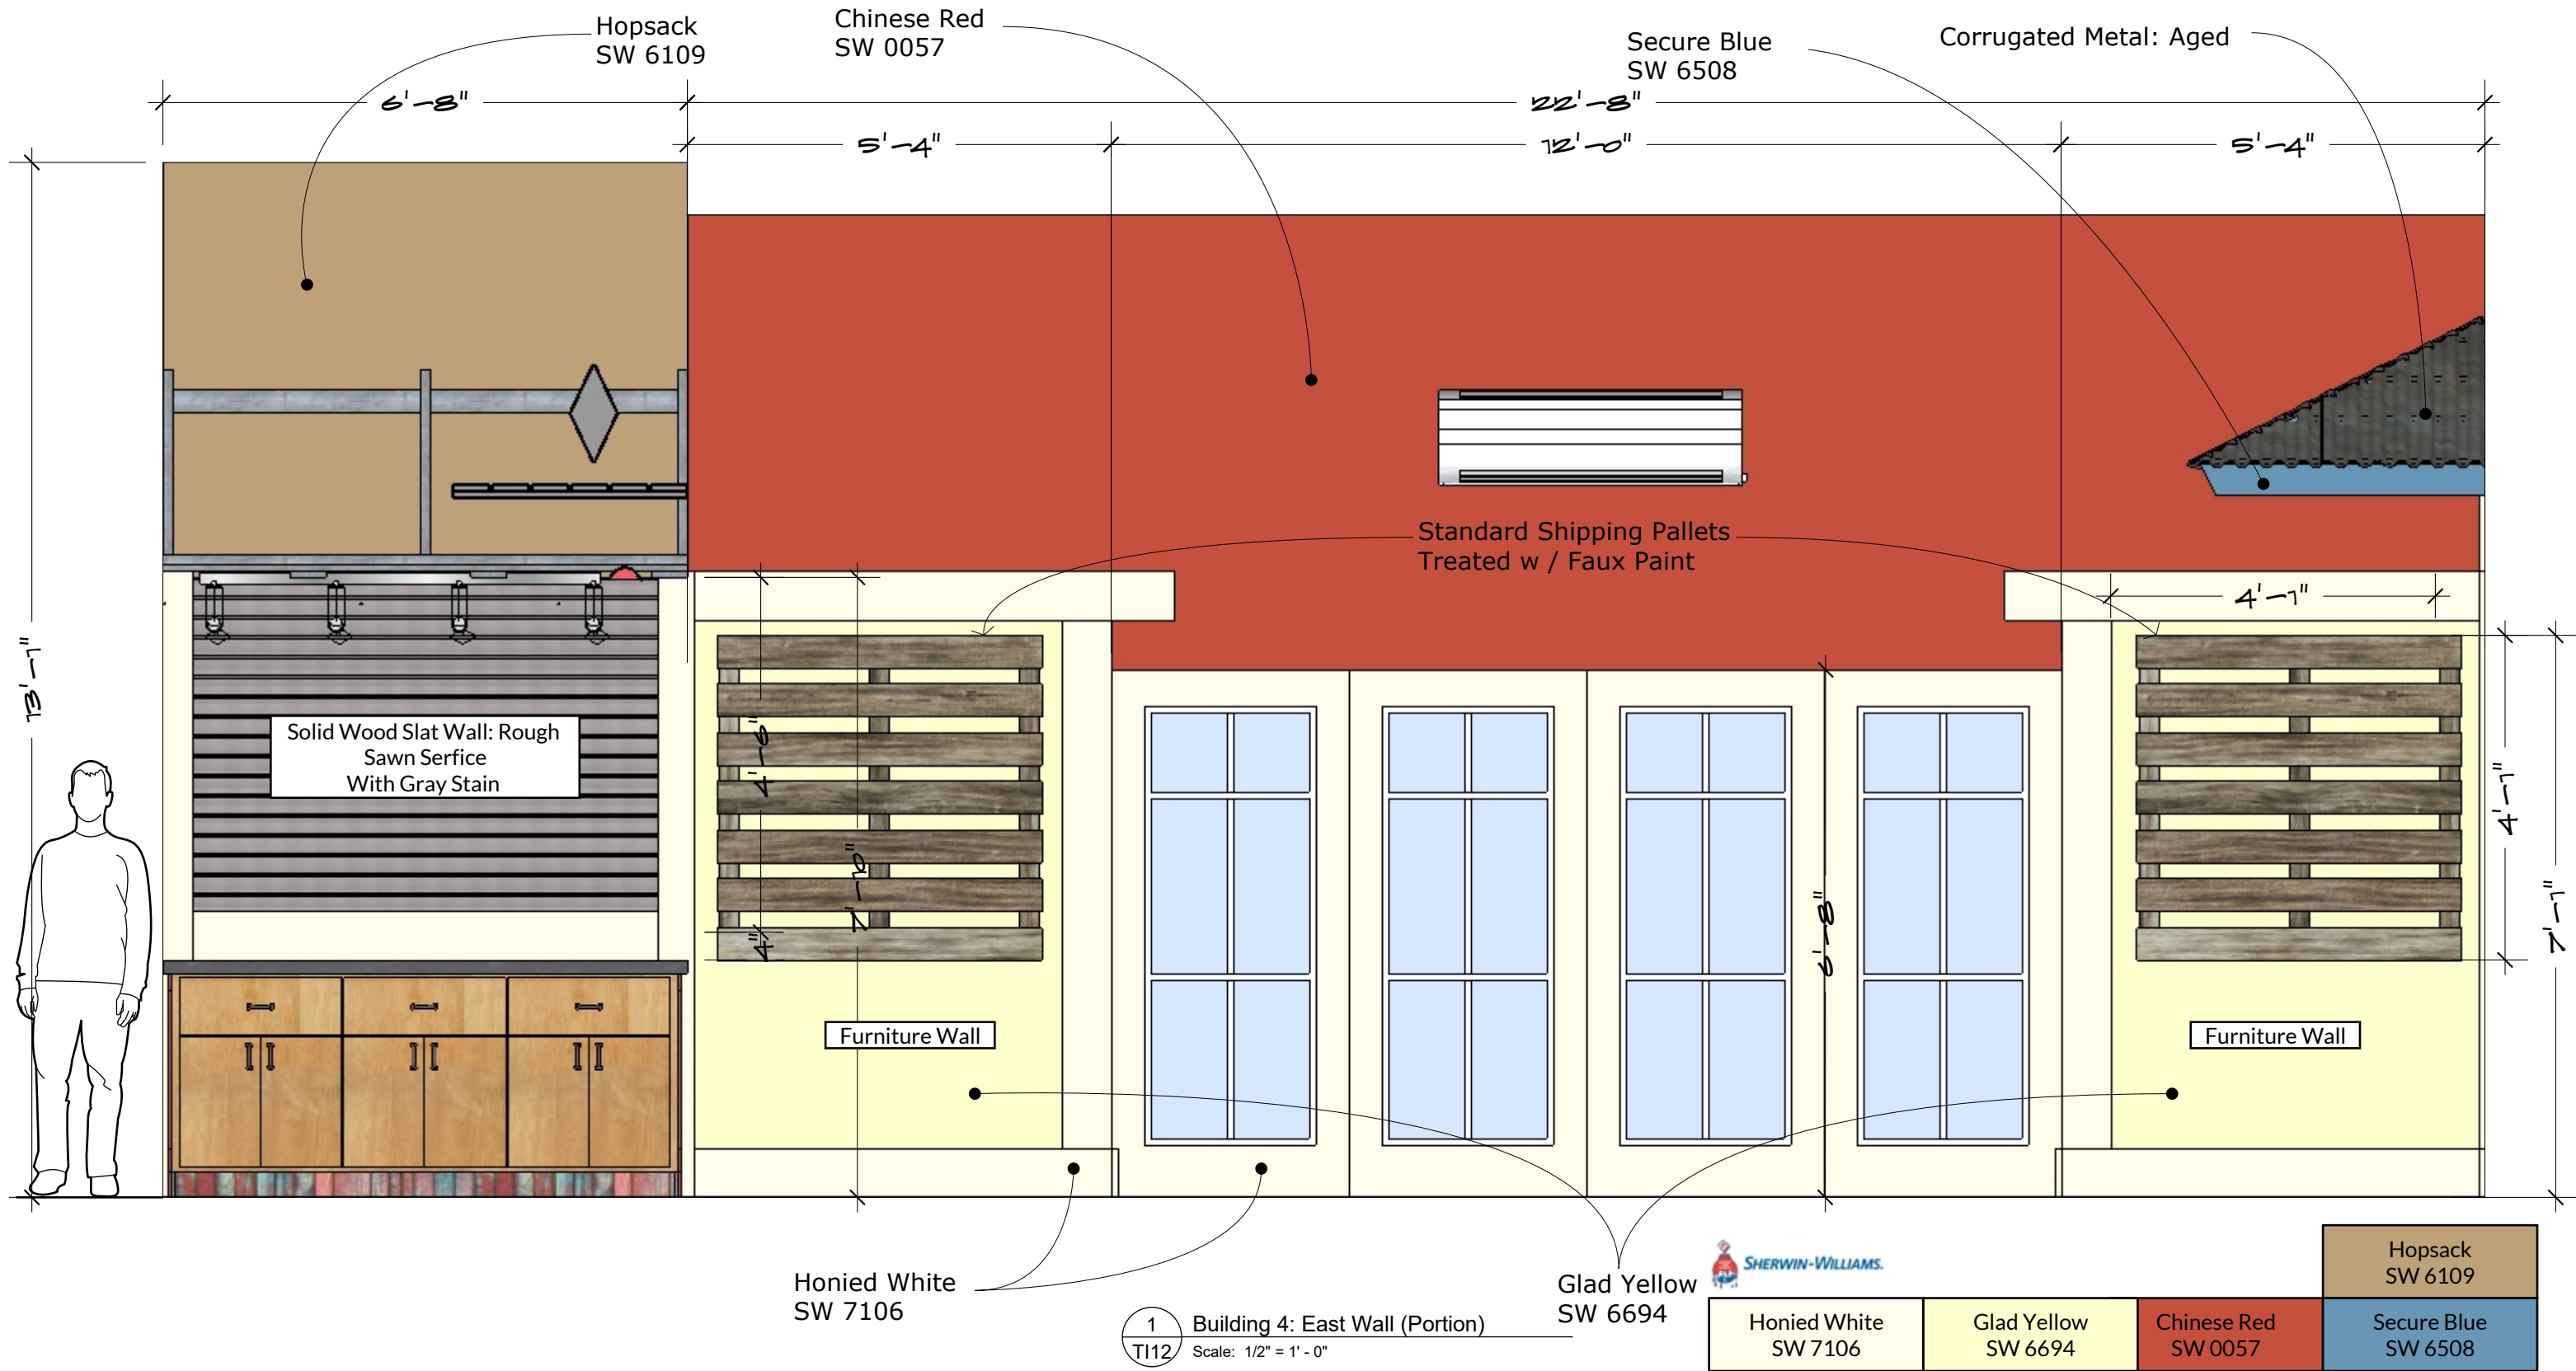 Hopsack
SW 6109
Chinese Red
SW 0057
Secure Blue
SW 6508
Corrugated Metal: Aged
6'-8"
22'-8"
5'-4"
12'-0"
5'-4"
13'-1"
Standard Shipping Pallets
Treated w / Faux Paint
4'-1"
Solid Wood Slat Wall: Rough
Sawn Serfice
With Gray Stain
4'-6"
7'-10"
4"
6'-8"
4'-1"
7'-1"
Furniture Wall
Furniture Wall
Honied White
SW 7106
Glad Yellow
SW 6694
1
TI12
Building 4: East Wall (Portion)
Scale: 1/2" = 1' - 0"
SHERWIN-WILLIAMS.
Hopsack
SW 6109
Honied White
SW 7106
Glad Yellow
SW 6694
Chinese Red
SW 0057
Secure Blue
SW 6508